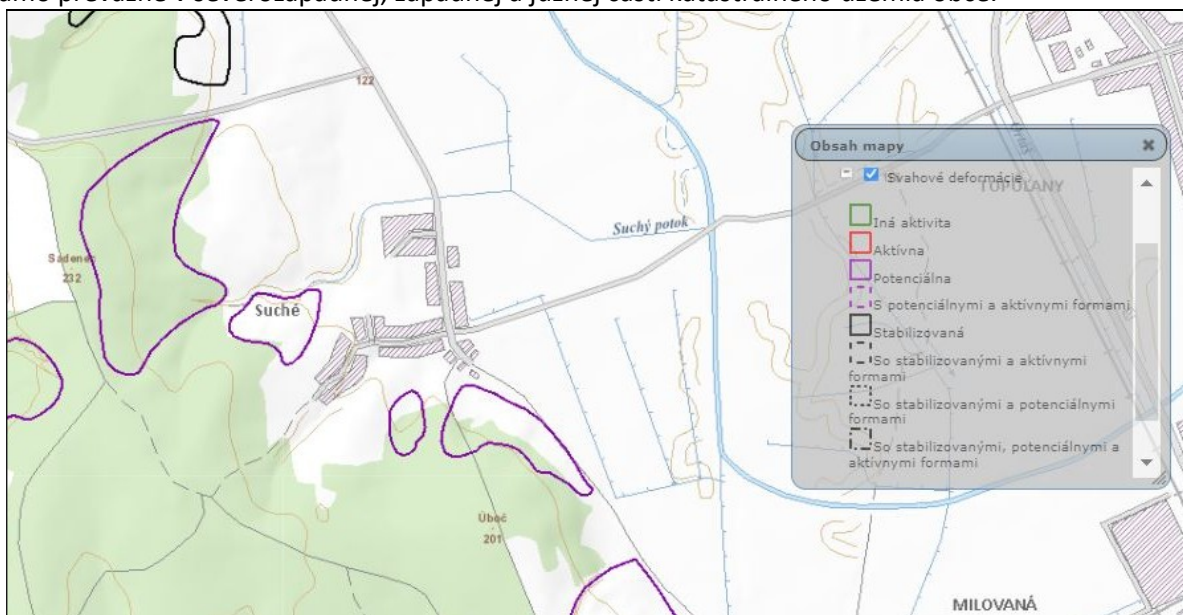 prevažne v severozápadnej, západnej a južnej časti katastrálneho územia obce.
122
Obsah mapy
Svahové deformácie
TOPOĽANY
Iná aktivita
Aktívna
Suchý potok
Potenciálna
Sádenec
232
S potenciálnymi a aktívnymi formami
Suché
Stabilizovaná
So stabilizovanými a aktívnymi
formami
So stabilizovanými a potenciálnymi
formami
So stabilizovanými, potenciálnymi a
aktívnymi formami
Úboč
201
MILOVANÁ